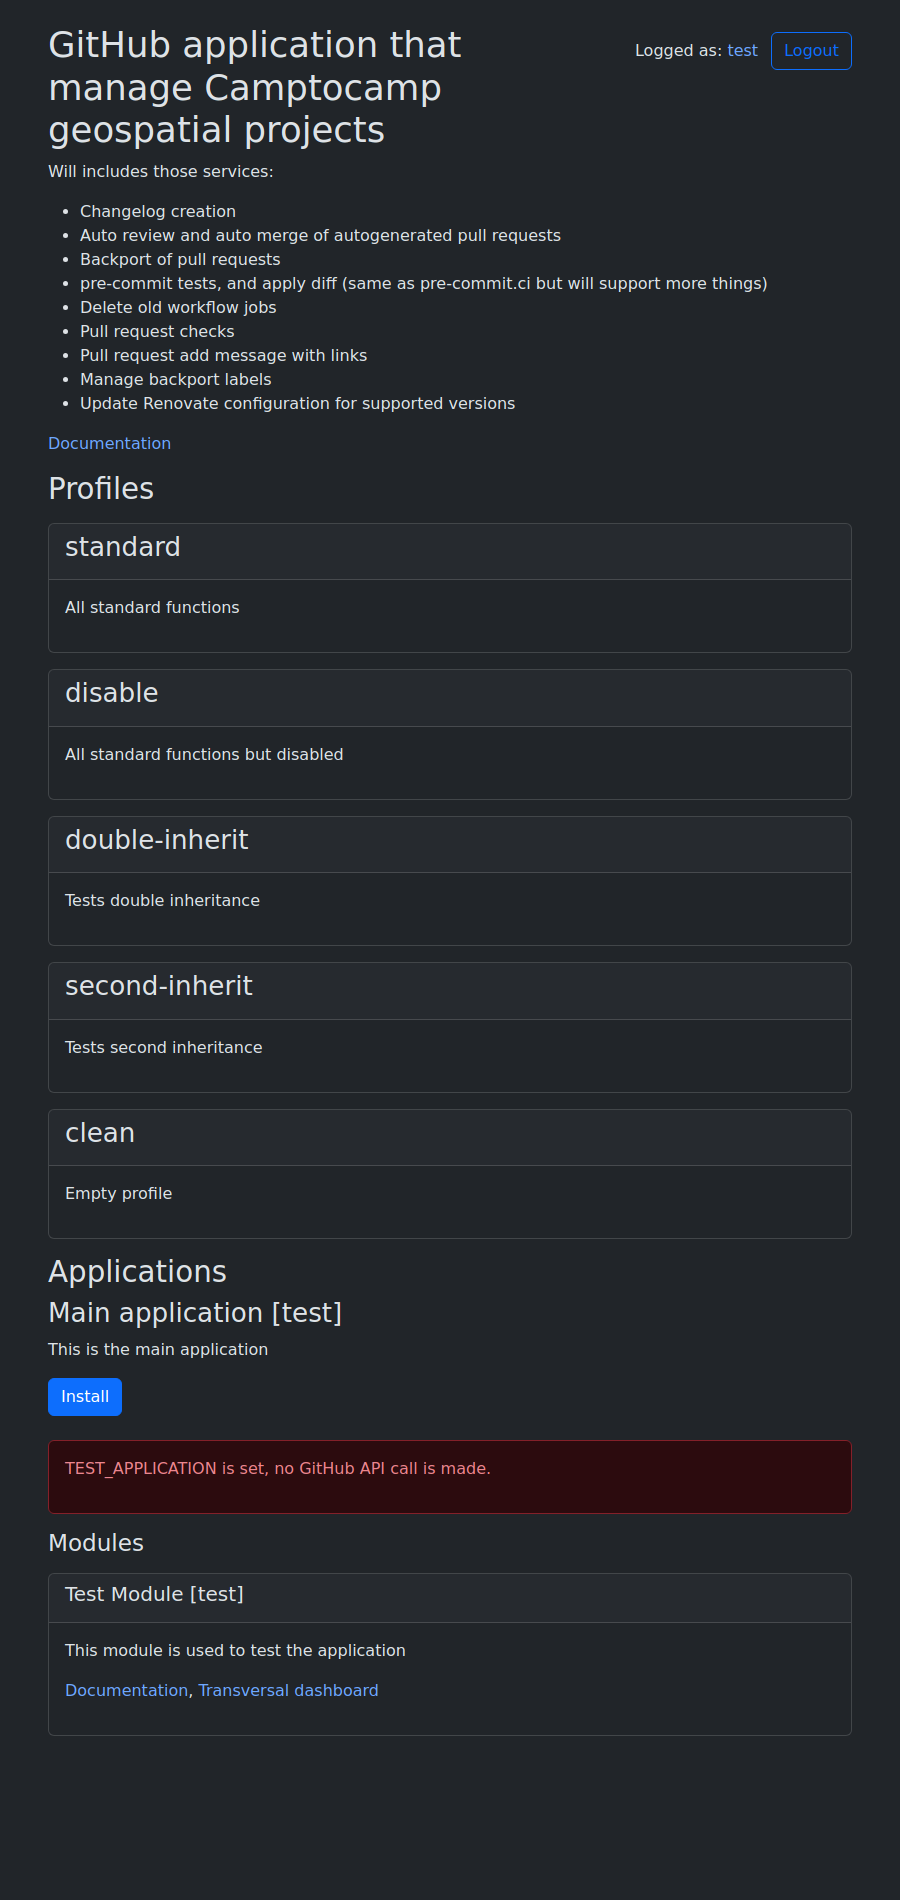 GitHub application that
manage Camptocamp
geospatial projects
Logged as: test Logout
Will includes those services:
Changelog creation
Auto review and auto merge of autogenerated pull requests
Backport of pull requests
pre-commit tests, and apply diff (same as pre-commit.ci but will support more things)
Delete old workflow jobs
Pull request checks
Pull request add message with links
Manage backport labels
Update Renovate configuration for supported versions
Documentation
Profiles
standard
All standard functions
disable
All standard functions but disabled
double-inherit
Tests double inheritance
second-inherit
Tests second inheritance
clean
Empty profile
Applications
Main application [test]
This is the main application
Install
TEST_APPLICATION is set, no GitHub API call is made.
Modules
Test Module [test]
This module is used to test the application
Documentation, Transversal dashboard